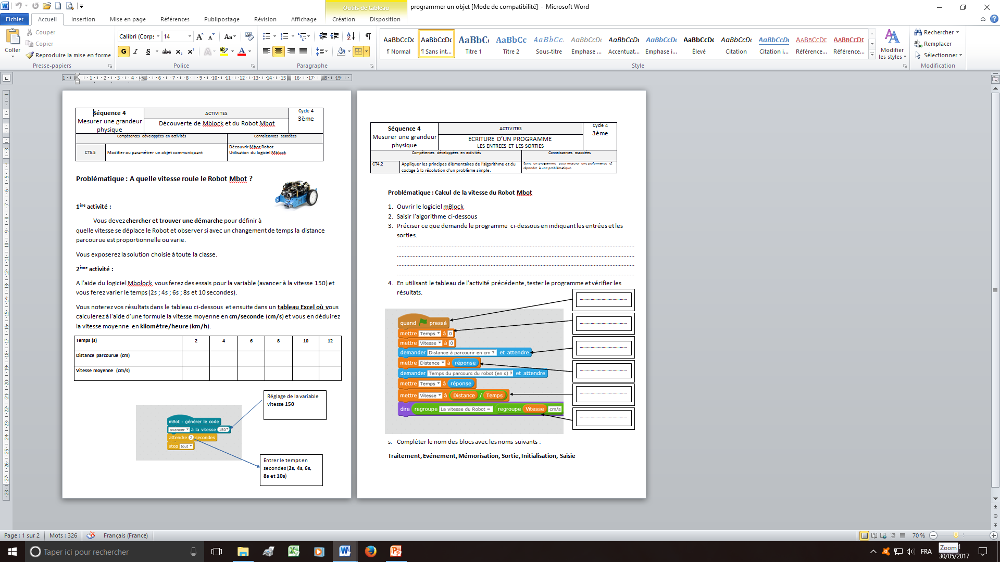 programmer un objet [Mode de compatibilité] - Microsoft Word
Outils de tableau
Fichier Accueil Insertion Mise en page Références Publipostage Révision Affichage Création Disposition
Coller
Couper
Copier
Reproduire la mise en forme
Presse-papiers
Calibri (Corps 14
G I S abc x₂ x²
Police
Paragraphe
AaBbCcDc AaBbCcDc AaBbC AaBbCc AaBbCc. AaBbCcDc AaBbCcDc AaBbCcDc AaBbCcDc AaBbCcDc AaBbCcDc AABBCCDD AABBCCDD
¶ Normal ¶ Sans int... Titre 1 Titre 2 Sous-titre Emphase ... Accentuat... Emphase i... Élevé Citation Citation i... Référence... Référence...
Style
Modifier les styles
Rechercher
Remplacer
Sélectionner
Modification
Séquence 4
Mesurer une grandeur
physique
ACTIVITES
Découverte de Mblock et du Robot Mbot
Cycle 4
3ème
Compétences développées en activités Connaissances associées
CT5.5 Modifier ou paramétrer un objet communiquant
Découvrir Mbot Robot
Utilisation du logiciel Mblock
Problématique : A quelle vitesse roule le Robot Mbot ?
1ère activité :
Vous devez chercher et trouver une démarche pour définir à
quelle vitesse se déplace le Robot et observer si avec un changement de temps la distance
parcourue est proportionnelle ou varie.
Vous exposerez la solution choisie à toute la classe.
2ème activité :
A l’aide du logiciel Mbolock vous ferez des essais pour la variable (avancer à la vitesse 150) et
vous ferez varier le temps (2s ; 4s ; 6s ; 8s et 10 secondes).
Vous noterez vos résultats dans le tableau ci-dessous et ensuite dans un tableau Excel où vous
calculerez à l'aide d'une formule la vitesse moyenne en cm/seconde (cm/s) et vous en déduirez
la vitesse moyenne en kilomètre/heure (km/h).
Temps (s) 2 4 6 8 10 12
Distance parcourue (cm)
Vitesse moyenne (cm/s)
Réglage de la variable
vitesse 150
mBot - générer le code
avancer à la vitesse 150
attendre 2 secondes
stop tout
Entrer le temps en
secondes (2s, 4s, 6s,
8s et 10s)
Séquence 4
Mesurer une grandeur
physique
ACTIVITES
ECRITURE D’UN PROGRAMME
LES ENTREES ET LES SORTIES
Cycle 4
3ème
Compétences développées en activités Connaissances associées
CT4.2
Appliquer les principes élémentaires de l’algorithme et du
codage à la résolution d’un problème simple.
Ecrire un programme pour mesurer une performance et
répondre à une problématique.
Problématique : Calcul de la vitesse du Robot Mbot
1. Ouvrir le logiciel mBlock
2. Saisir l’algorithme ci-dessous
3. Préciser ce que demande le programme ci-dessous en indiquant les entrées et les
sorties.
4. En utilisant le tableau de l’activité précédente, tester le programme et vérifier les
résultats.
quand pressé
mettre Temps à 0
mettre Vitesse à 0
demander Distance à parcourir en cm ? et attendre
mettre Distance à réponse
demander Temps du parcours du robot (en s) ? et attendre
mettre Temps à réponse
mettre Vitesse à Distance / Temps
dire regroupe La vitesse du Robot = regroupe Vitesse cm/s
5. Compléter le nom des blocs avec les noms suivants :
Traitement, Evénement, Mémorisation, Sortie, Initialisation, Saisie
Page : 1 sur 2 Mots : 326 Français (France) 70 %
Taper ici pour rechercher
FRA
Zoom
30/05/2017